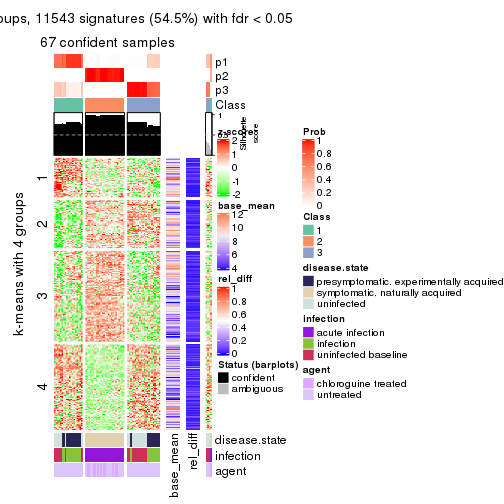 oups, 11543 signatures (54.5%) with fdr < 0.05
67 confident samples
p1
p2
p3
Class
1
Silhouette
score
z-score
2
1
0
-1
-2
base_mean
12
10
8
6
4
rel_diff
1
0.8
0.6
0.4
0.2
0
Status (barplots)
confident
ambiguous
Prob
1
0.8
0.6
0.4
0.2
0
Class
1
2
3
disease.state
presymptomatic. experimentally acquired
symptomatic. naturally acquired
uninfected
infection
acute infection
infection
uninfected baseline
agent
chloroguine treated
untreated
k-means with 4 groups
1
2
3
4
disease.state
infection
agent
base_mean
rel_diff